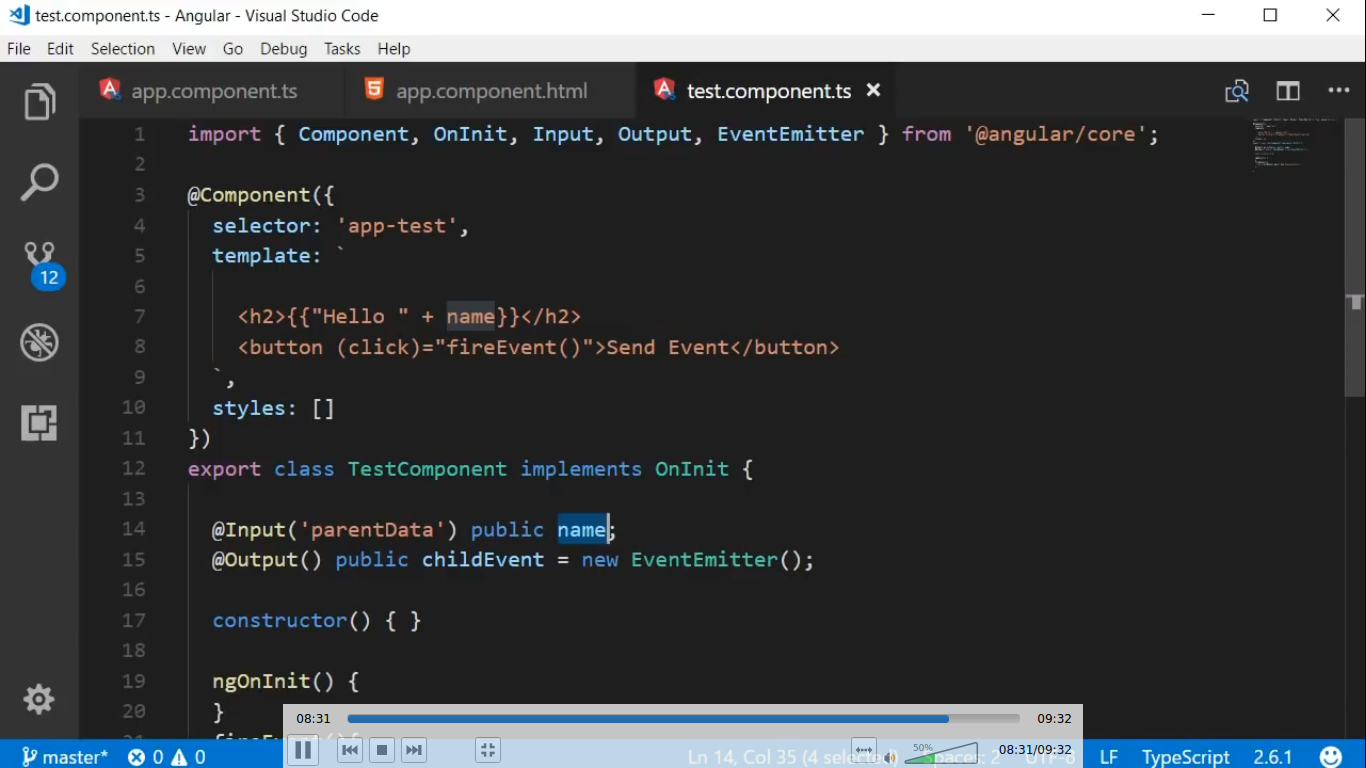 test.component.ts - Angular - Visual Studio Code
File Edit Selection View Go Debug Tasks Help
app.component.ts app.component.html test.component.ts
1 import { Component, OnInit, Input, Output, EventEmitter } from '@angular/core';
2
3 @Component({
4 selector: 'app-test',
5 template: `
6
7 <h2>{{"Hello " + name}}</h2>
8 <button (click)="fireEvent()">Send Event</button>
9 `,
10 styles: []
11 })
12 export class TestComponent implements OnInit {
13
14 @Input('parentData') public name;
15 @Output() public childEvent = new EventEmitter();
16
17 constructor() { }
18
19 ngOnInit() {
20 }
12
08:31 09:32
50% 08:31/09:32
master* 0 0 Ln 14, Col 35 (4 selected) Spaces: 2 UTF-8 LF TypeScript 2.6.1